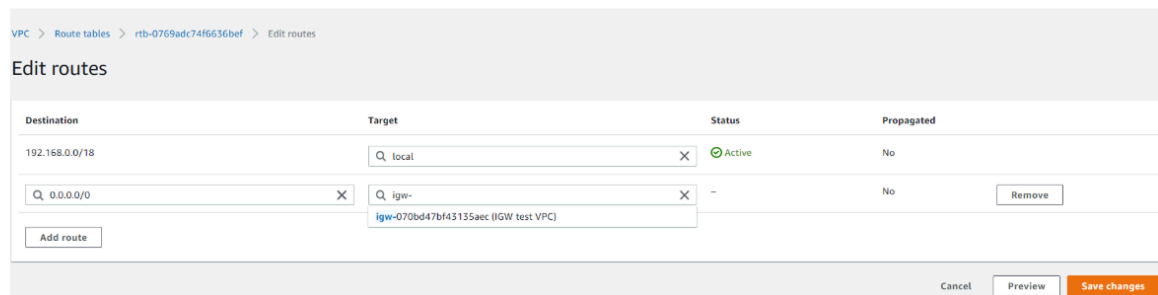 VPC > Route tables > rtb-0769adc74f6636bef > Edit routes
Edit routes
Destination Target Status Propagated
192.168.0.0/18 local Active No
0.0.0.0/0 igw- – No Remove
igw-070bd47bf43135aec (IGW test VPC)
Add route
Cancel Preview Save changes